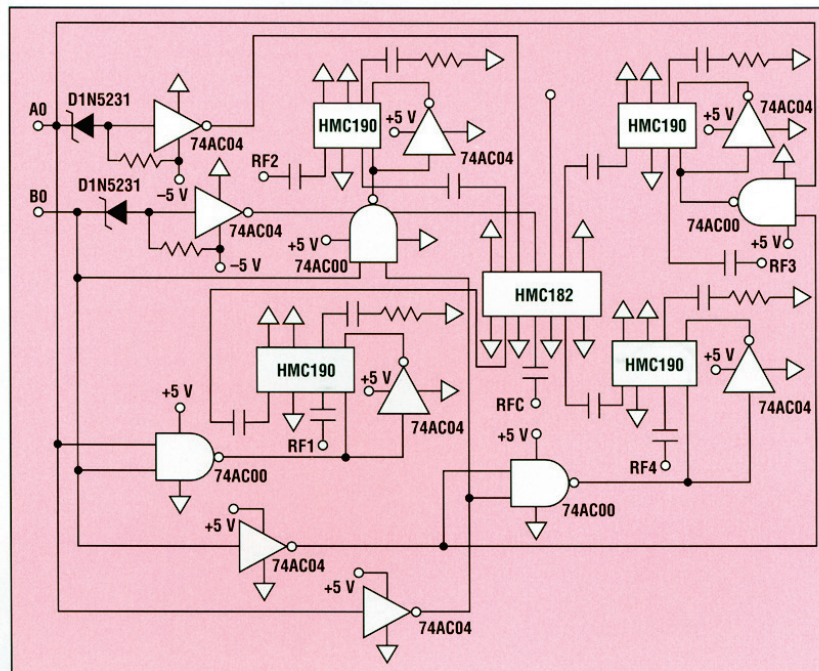 A0
D1N5231
74AC04
–5 V
B0
D1N5231
74AC04
–5 V
RF2
HMC190
+5 V
74AC04
+5 V
74AC00
HMC190
+5 V
74AC04
74AC00
+5 V
RF3
HMC182
HMC190
+5 V
74AC04
RF1
RFC
HMC190
+5 V
74AC04
RF4
+5 V
74AC00
+5 V
74AC00
+5 V
74AC04
+5 V
74AC04